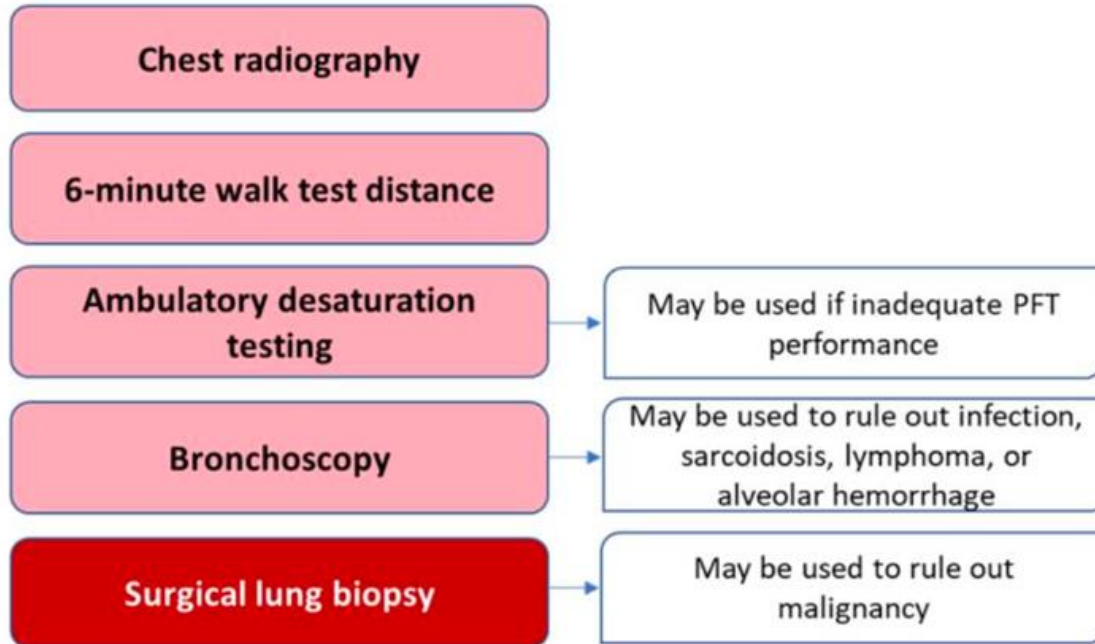 Chest radiography
6-minute walk test distance
Ambulatory desaturation
testing
May be used if inadequate PFT
performance
Bronchoscopy
May be used to rule out infection,
sarcoidosis, lymphoma, or
alveolar hemorrhage
Surgical lung biopsy
May be used to rule out
malignancy